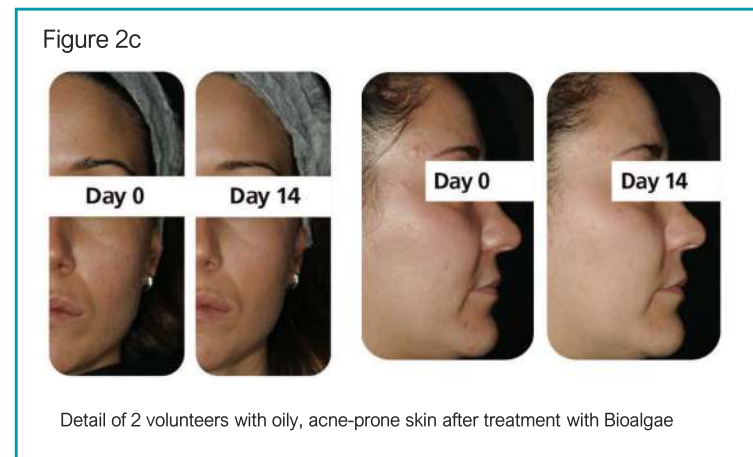 Figure 2c
Day 0
Day 14
Day 0
Day 14
Detail of 2 volunteers with oily, acne-prone skin after treatment with Bioalgae